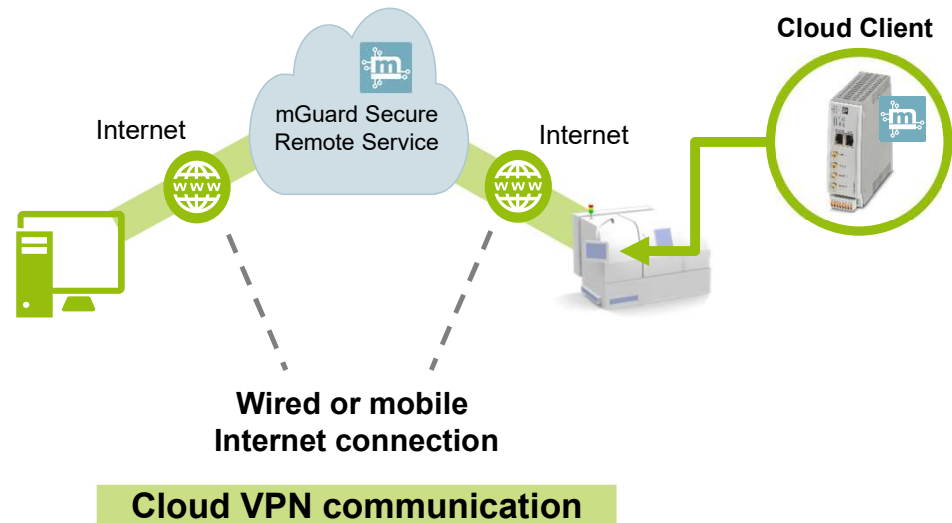 Cloud Client
m
m
mGuard Secure
Remote Service
Internet
Internet
www
www
Wired or mobile
Internet connection
Cloud VPN communication